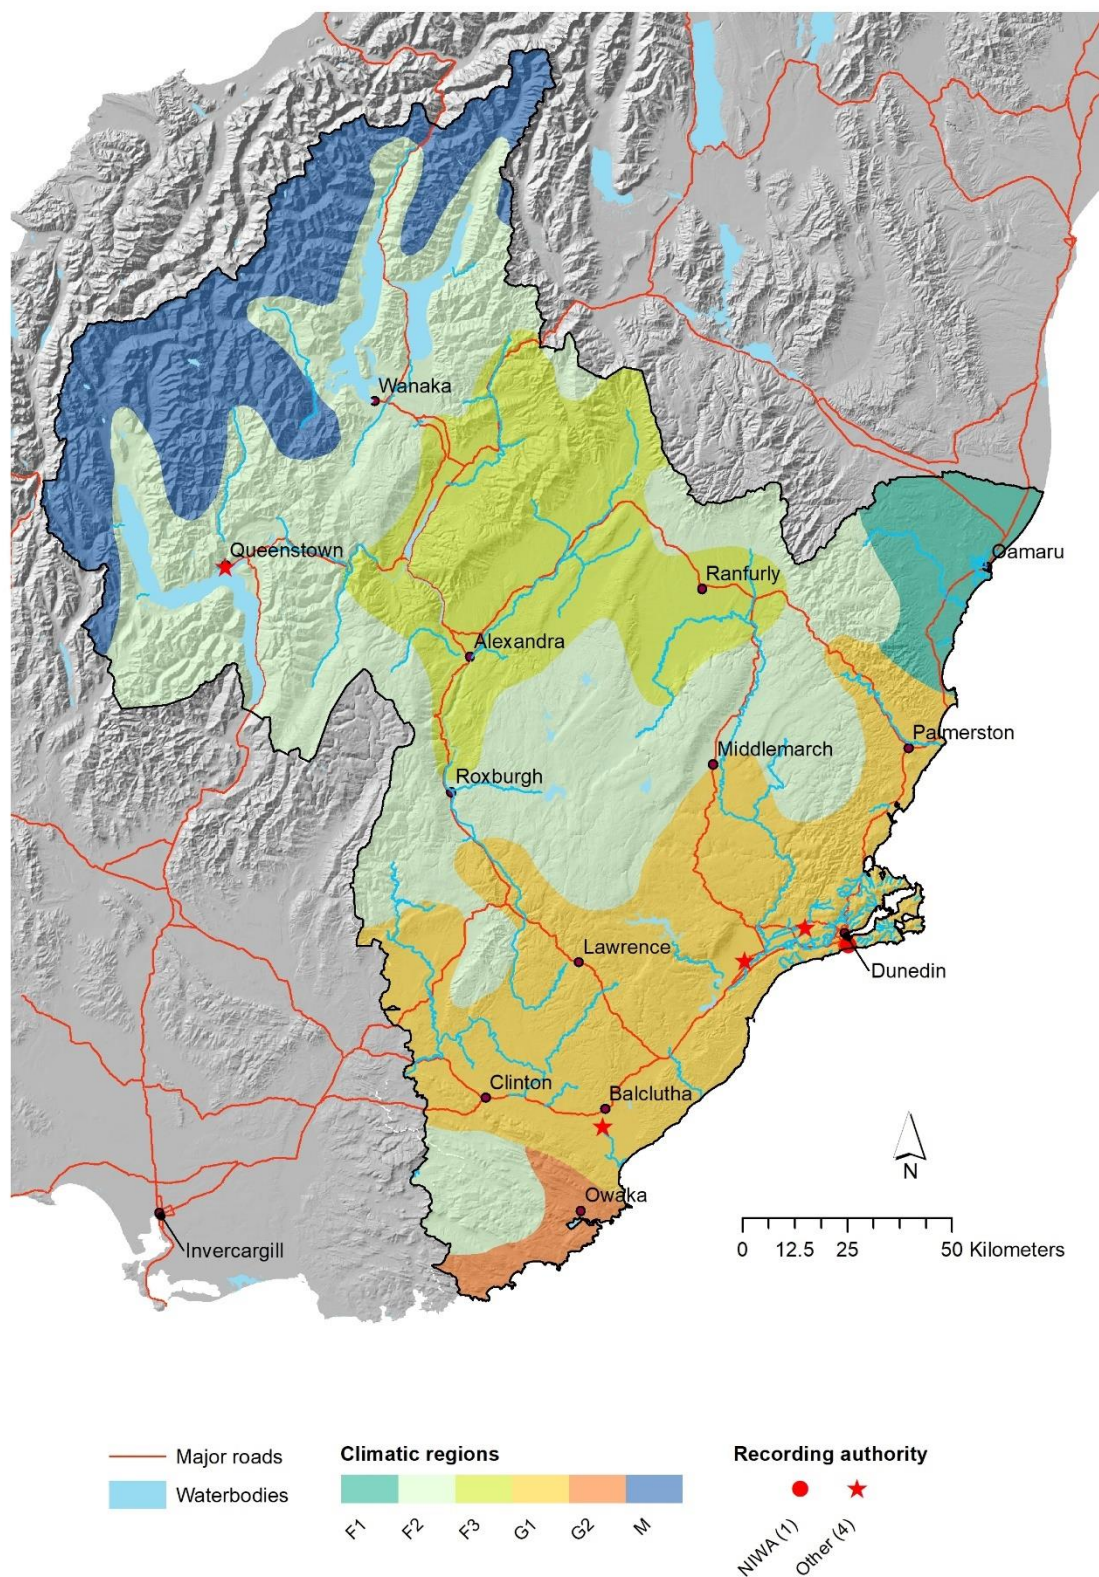 Wanaka
Queenstown
Oamaru
Ranfurly
Alexandra
Palmerston
Middlemarch
Roxburgh
Lawrence
Dunedin
Clinton
Balclutha
N
Owaka
Invercargill
0 12.5 25 50 Kilometers
Major roads
Waterbodies
Climatic regions
F1 F2 F3 G1 G2 M
Recording authority
NIWA (1)
Other (4)